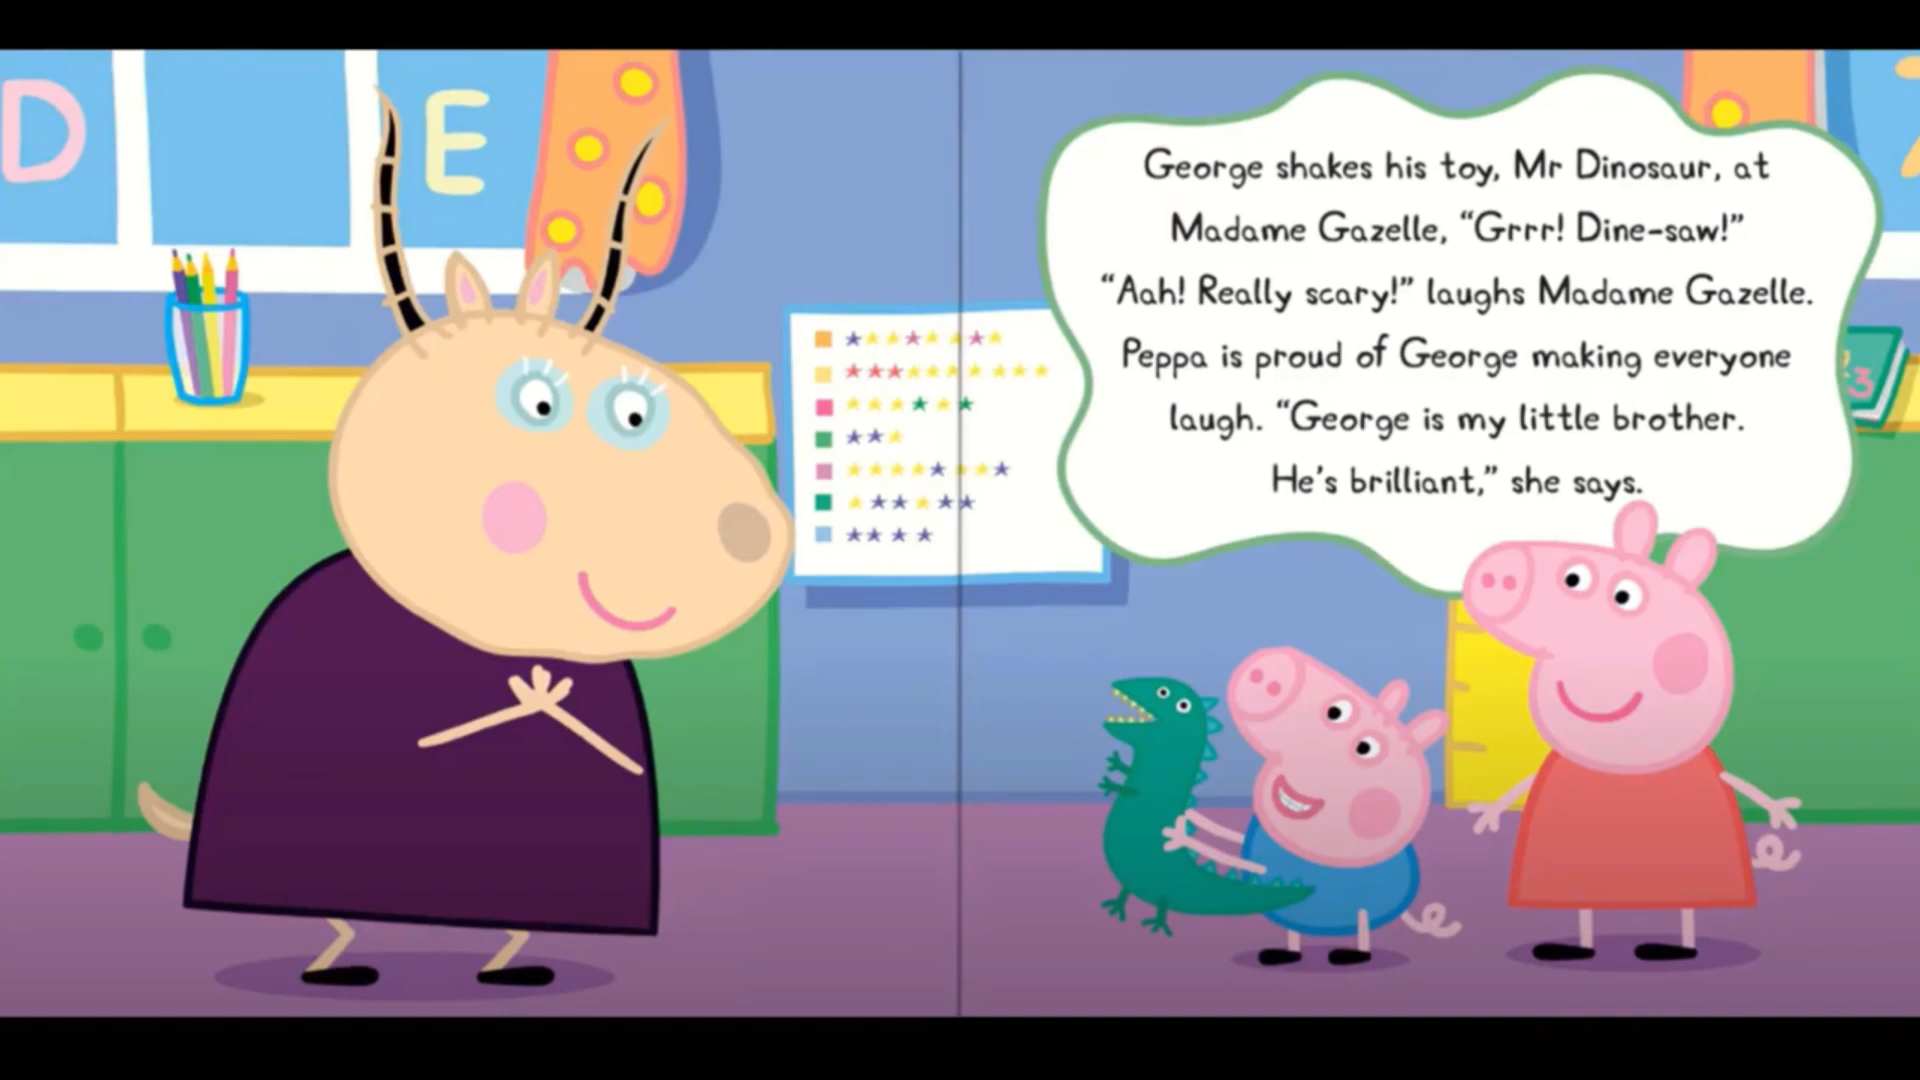 D
E
George shakes his toy, Mr Dinosaur, at
Madame Gazelle, “Grrr! Dine-saw!”
“Aah! Really scary!” laughs Madame Gazelle.
Peppa is proud of George making everyone
laugh. “George is my little brother.
He’s brilliant,” she says.
3